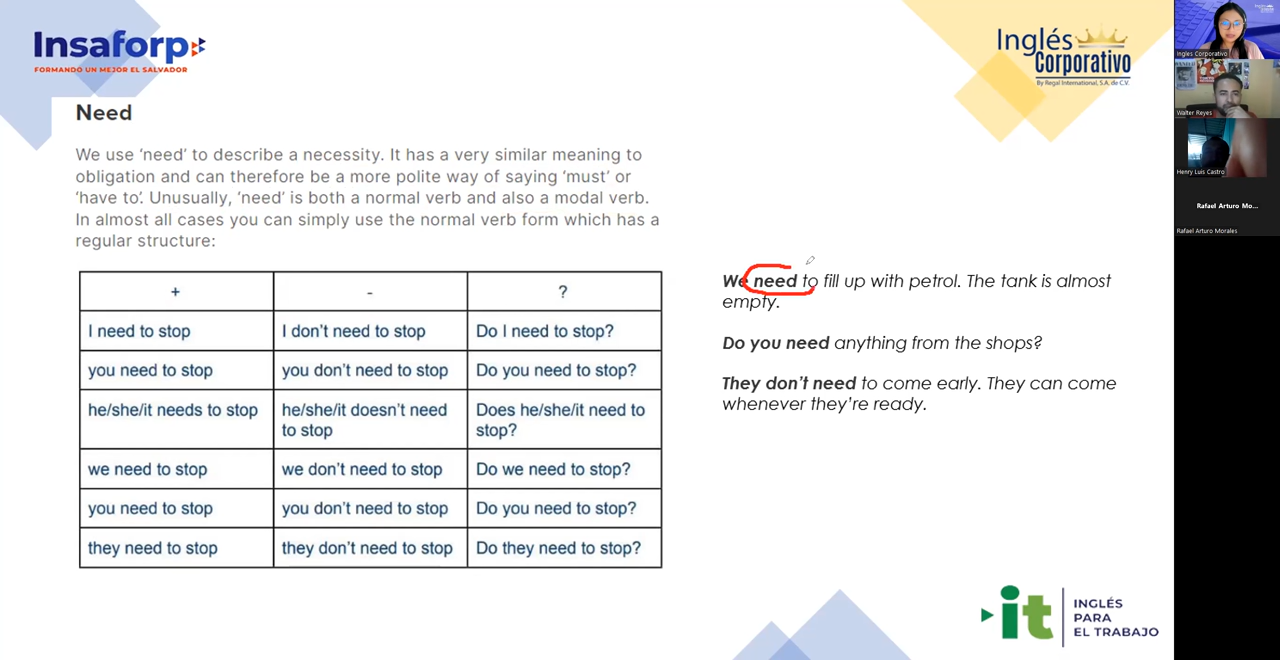 Insaforp
FORMANDO UN MEJOR EL SALVADOR
Inglés
Corporativo
By Regal International, S.A. de C.V.
Need
We use ‘need’ to describe a necessity. It has a very similar meaning to
obligation and can therefore be a more polite way of saying ‘must’ or
‘have to’. Unusually, ‘need’ is both a normal verb and also a modal verb.
In almost all cases you can simply use the normal verb form which has a
regular structure:
+ - ?
I need to stop I don’t need to stop Do I need to stop?
you need to stop you don’t need to stop Do you need to stop?
he/she/it needs to stop he/she/it doesn’t need to stop Does he/she/it need to stop?
we need to stop we don’t need to stop Do we need to stop?
you need to stop you don’t need to stop Do you need to stop?
they need to stop they don’t need to stop Do they need to stop?
We need to fill up with petrol. The tank is almost
empty.
Do you need anything from the shops?
They don’t need to come early. They can come
whenever they’re ready.
it
INGLÉS
PARA
EL TRABAJO
Ingles Corporativo
Walter Reyes
Henry Luis Castro
Rafael Arturo Mo...
Rafael Arturo Morales